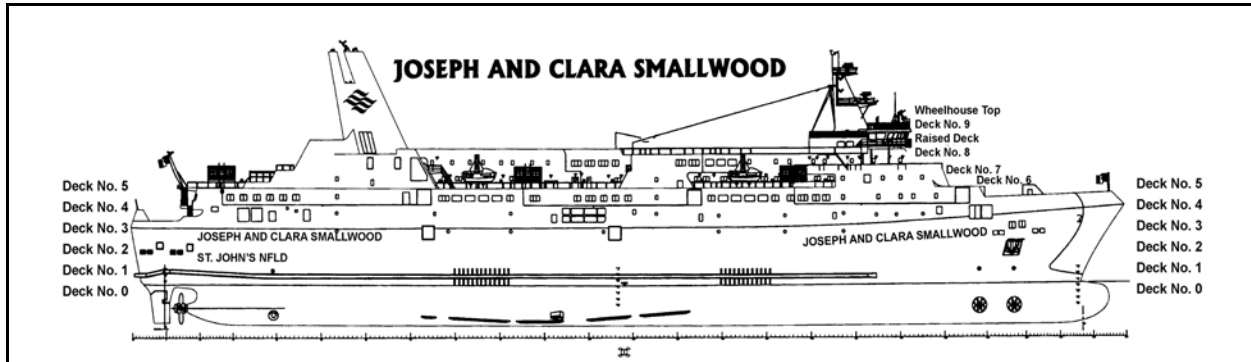 JOSEPH AND CLARA SMALLWOOD
Wheelhouse Top
Deck No. 9
Raised Deck
Deck No. 8
Deck No. 7
Deck No. 6
Deck No. 5
Deck No. 4
Deck No. 3
Deck No. 2
Deck No. 1
Deck No. 0
JOSEPH AND CLARA SMALLWOOD
ST. JOHN'S NFLD
JOSEPH AND CLARA SMALLWOOD
Deck No. 5
Deck No. 4
Deck No. 3
Deck No. 2
Deck No. 1
Deck No. 0